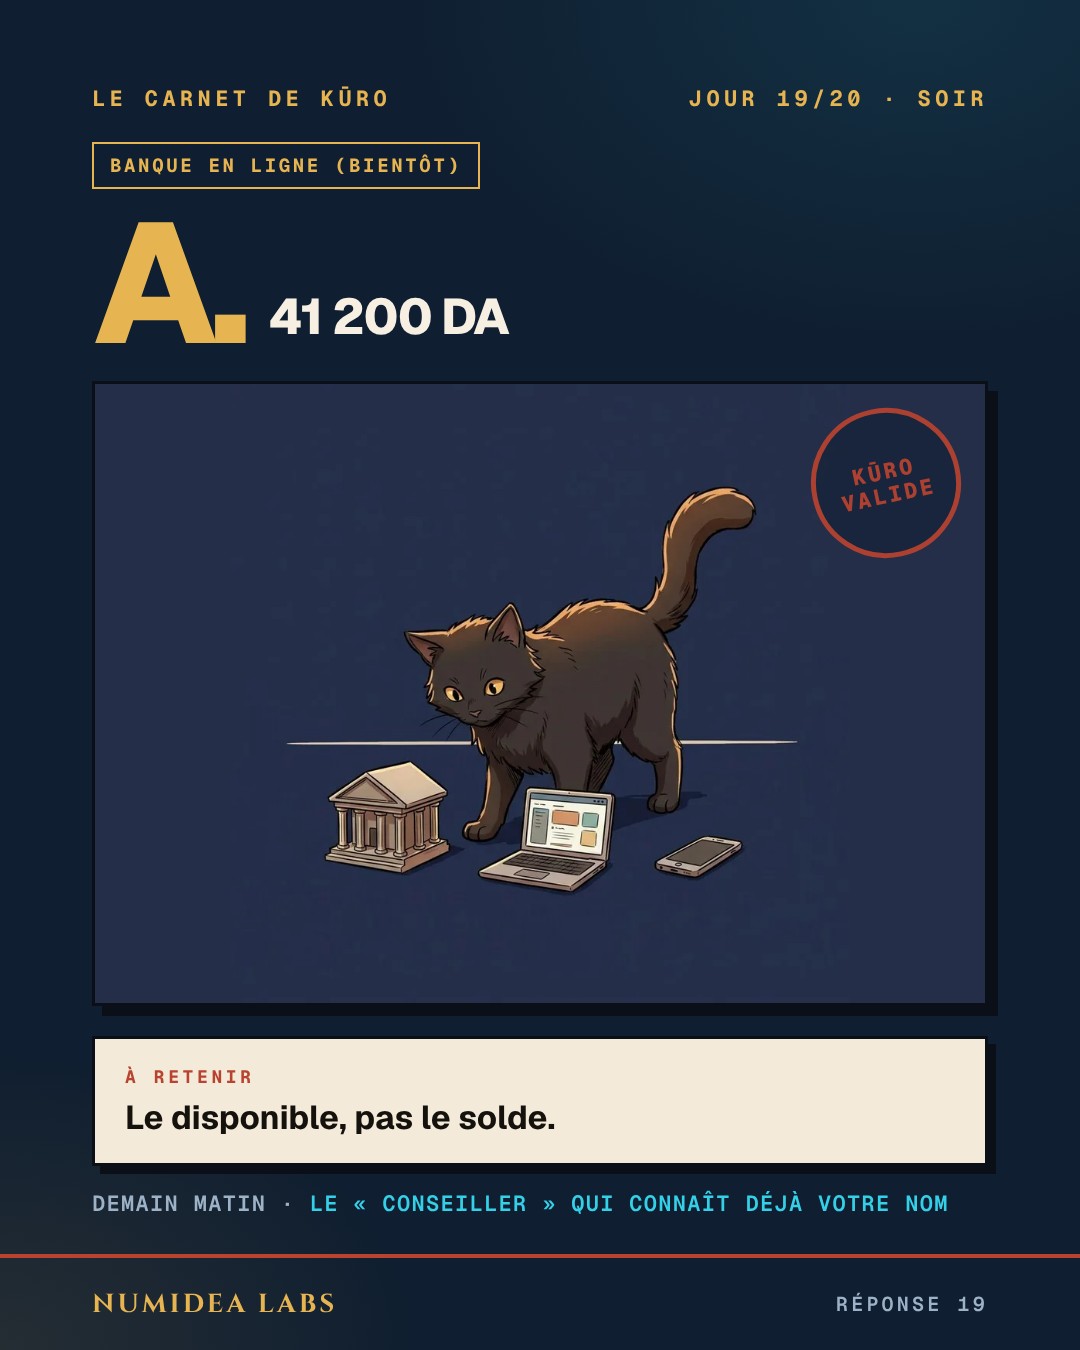 LE CARNET DE KŪRO
JOUR 19/20 · SOIR
BANQUE EN LIGNE (BIENTÔT)
A. 41 200 DA
KŪRO
VALIDE
À RETENIR
Le disponible, pas le solde.
DEMAIN MATIN · LE « CONSEILLER » QUI CONNAÎT DÉJÀ VOTRE NOM
NUMIDEA LABS
RÉPONSE 19